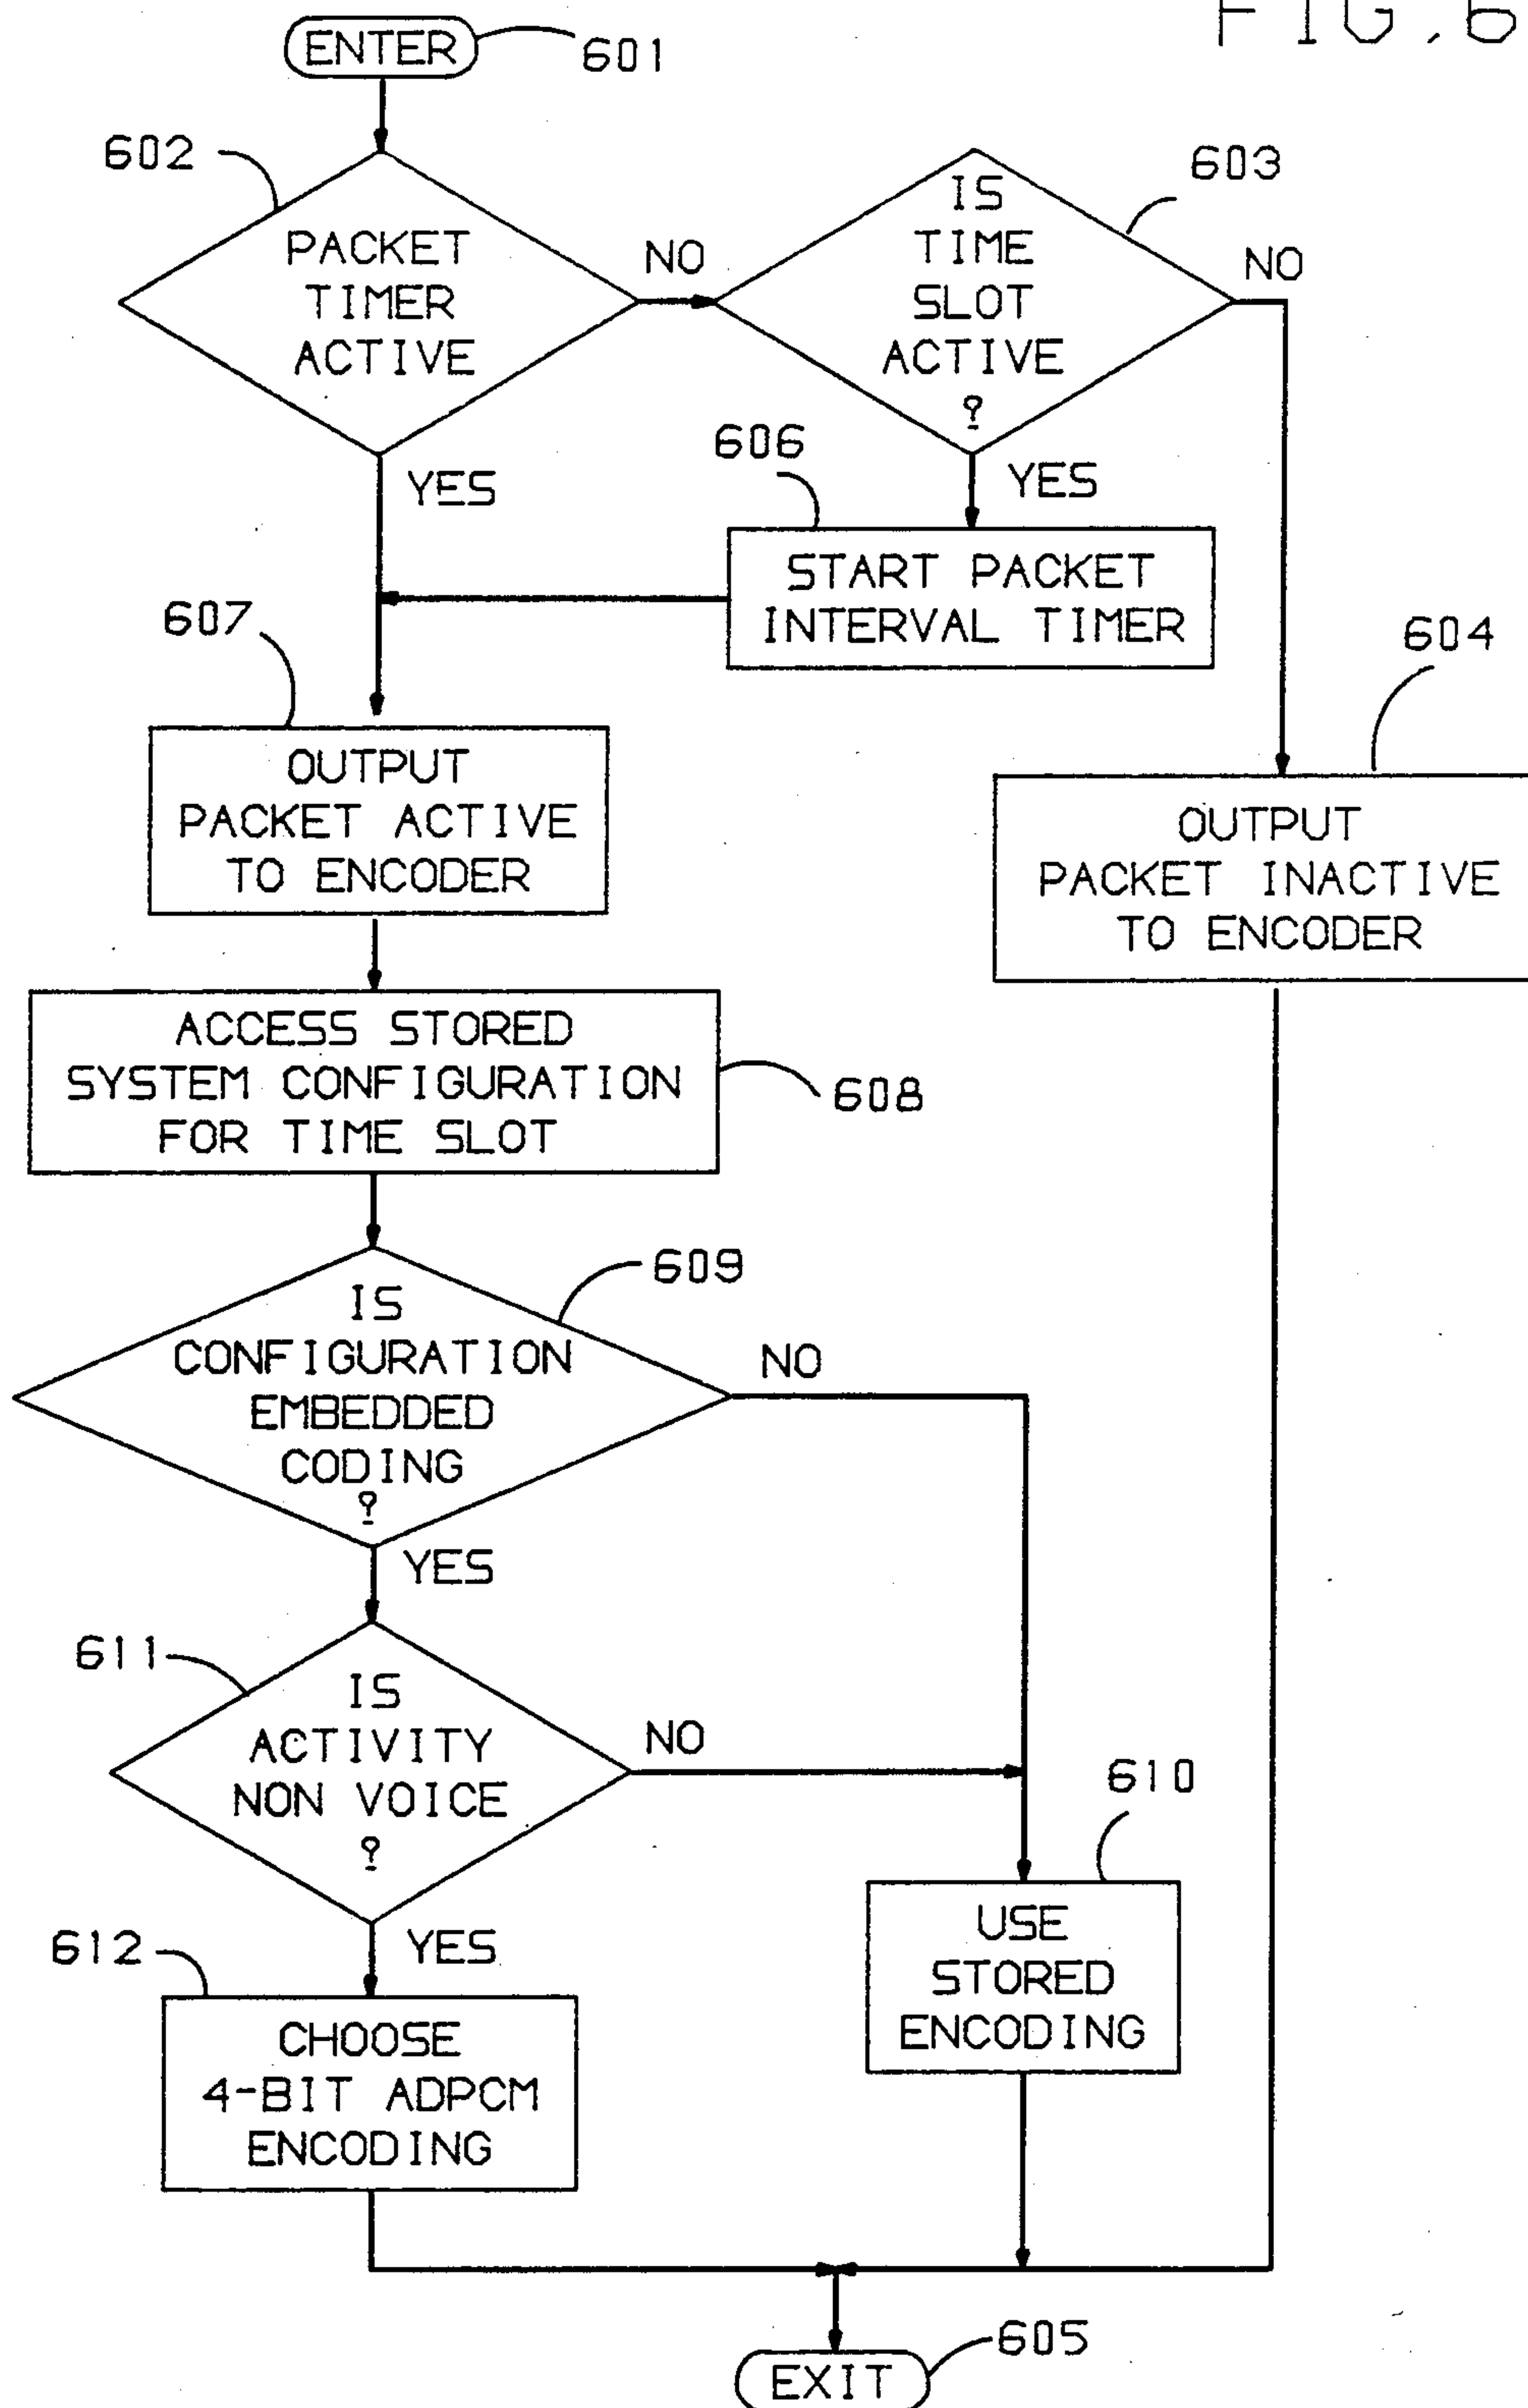 FIG. 6
ENTER
601
602
PACKET
TIMER
ACTIVE
NO
603
IS
TIME
SLOT
ACTIVE
?
NO
YES
606
YES
START PACKET
INTERVAL TIMER
607
604
OUTPUT
PACKET ACTIVE
TO ENCODER
OUTPUT
PACKET INACTIVE
TO ENCODER
ACCESS STORED
SYSTEM CONFIGURATION
FOR TIME SLOT
608
609
IS
CONFIGURATION
EMBEDDED
CODING
?
NO
YES
611
IS
ACTIVITY
NON VOICE
?
NO
610
YES
612
USE
STORED
ENCODING
CHOOSE
4-BIT ADPCM
ENCODING
605
EXIT